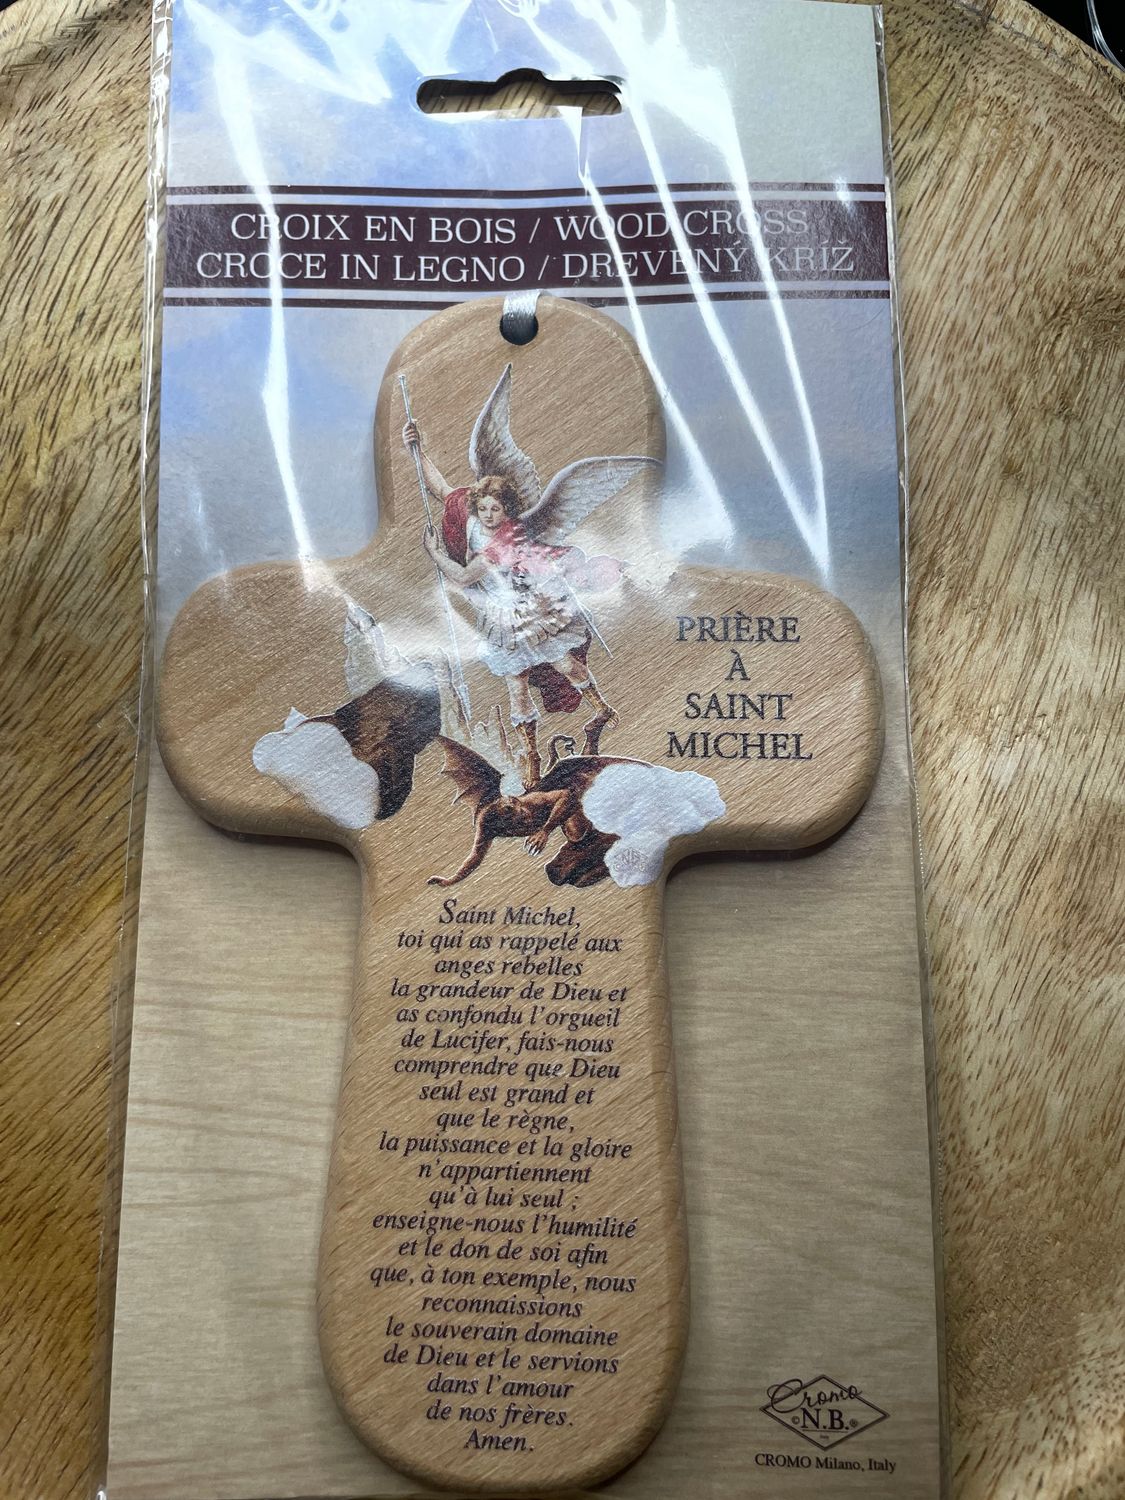 CROIX EN BOIS / WOOD CROSS
CROCE IN LEGNO / DREVENÝ KRÍŽ
PRIÈRE
À
SAINT
MICHEL
Saint Michel,
toi qui as rappelé aux
anges rebelles
la grandeur de Dieu et
as confondu l'orgueil
de Lucifer, fais-nous
comprendre que Dieu
seul est grand et
que le règne,
la puissance et la gloire
n'appartiennent
qu'à lui seul ;
enseigne-nous l'humilité
et le don de soi afin
que, à ton exemple, nous
reconnaissions
le souverain domaine
de Dieu et le servions
dans l'amour
de nos frères.
Amen.
Cromo
©N.B.®
CROMO Milano, Italy